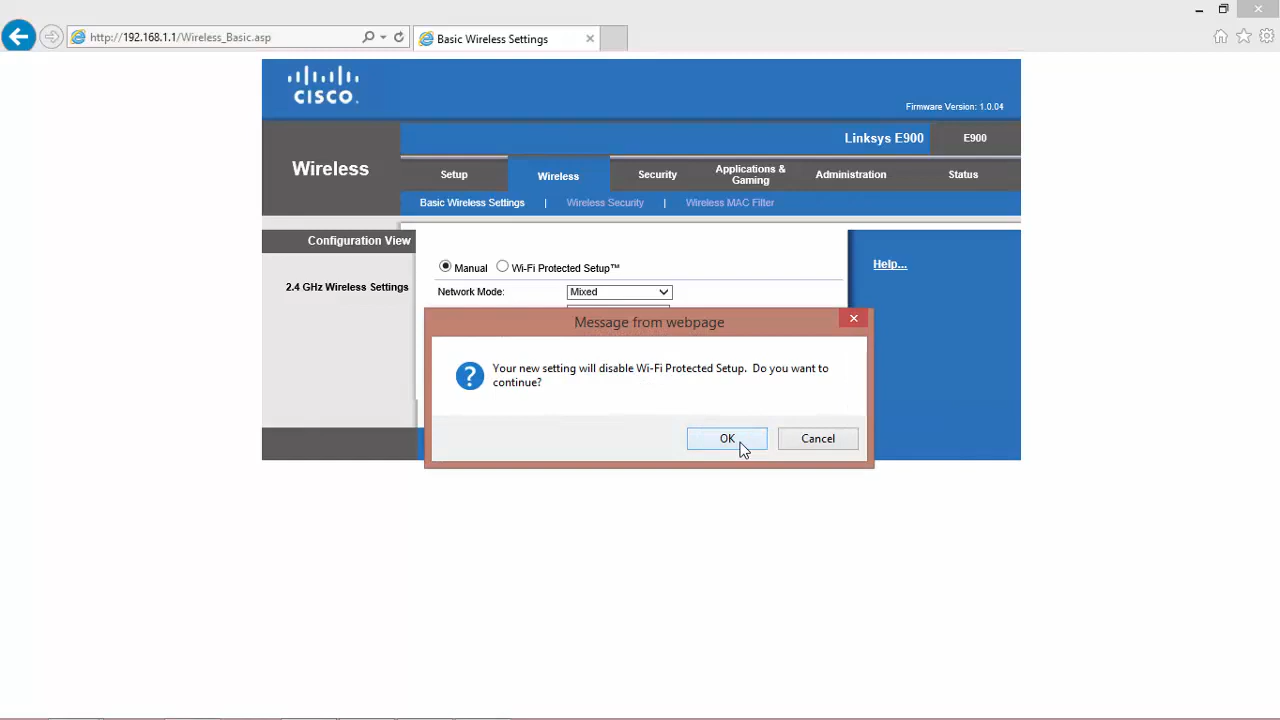 http://192.168.1.1/Wireless_Basic.asp
Basic Wireless Settings
CISCO.
Firmware Version: 1.0.04
Linksys E900
E900
Wireless
Setup
Wireless
Security
Applications &
Gaming
Administration
Status
Basic Wireless Settings | Wireless Security | Wireless MAC Filter
Configuration View
2.4 GHz Wireless Settings
Manual
Wi-Fi Protected Setup™
Network Mode:
Mixed
Help...
Message from webpage
Your new setting will disable Wi-Fi Protected Setup. Do you want to
continue?
OK
Cancel